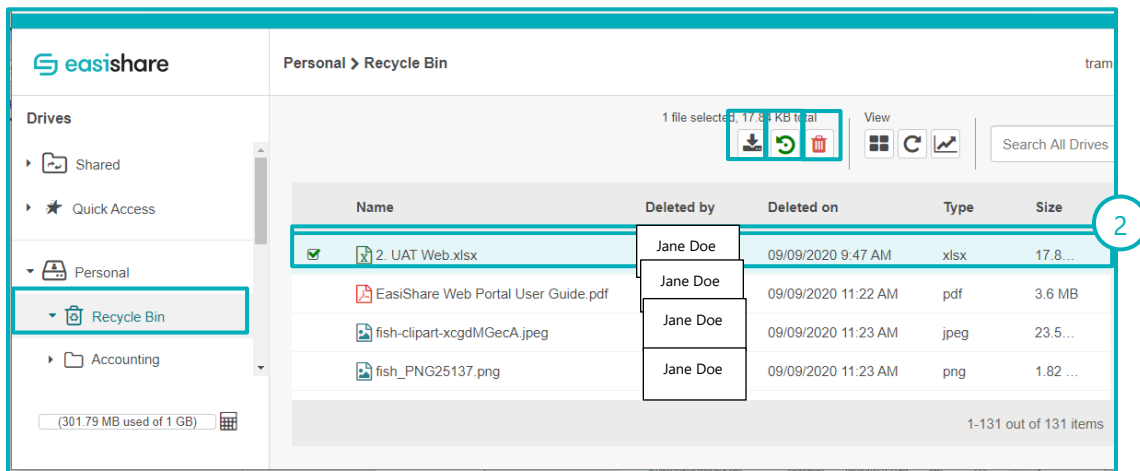 easishare
Personal > Recycle Bin
tram
Drives
1 file selected, 17.84 KB total
View
Search All Drives
Shared
Quick Access
Personal
Recycle Bin
Accounting
(301.79 MB used of 1 GB)
Name Deleted by Deleted on Type Size
2
2. UAT Web.xlsx Jane Doe 09/09/2020 9:47 AM xlsx 17.8...
EasiShare Web Portal User Guide.pdf Jane Doe 09/09/2020 11:22 AM pdf 3.6 MB
fish-clipart-xcgdMGecA.jpeg Jane Doe 09/09/2020 11:23 AM jpeg 23.5...
fish_PNG25137.png Jane Doe 09/09/2020 11:23 AM png 1.82 ...
1-131 out of 131 items